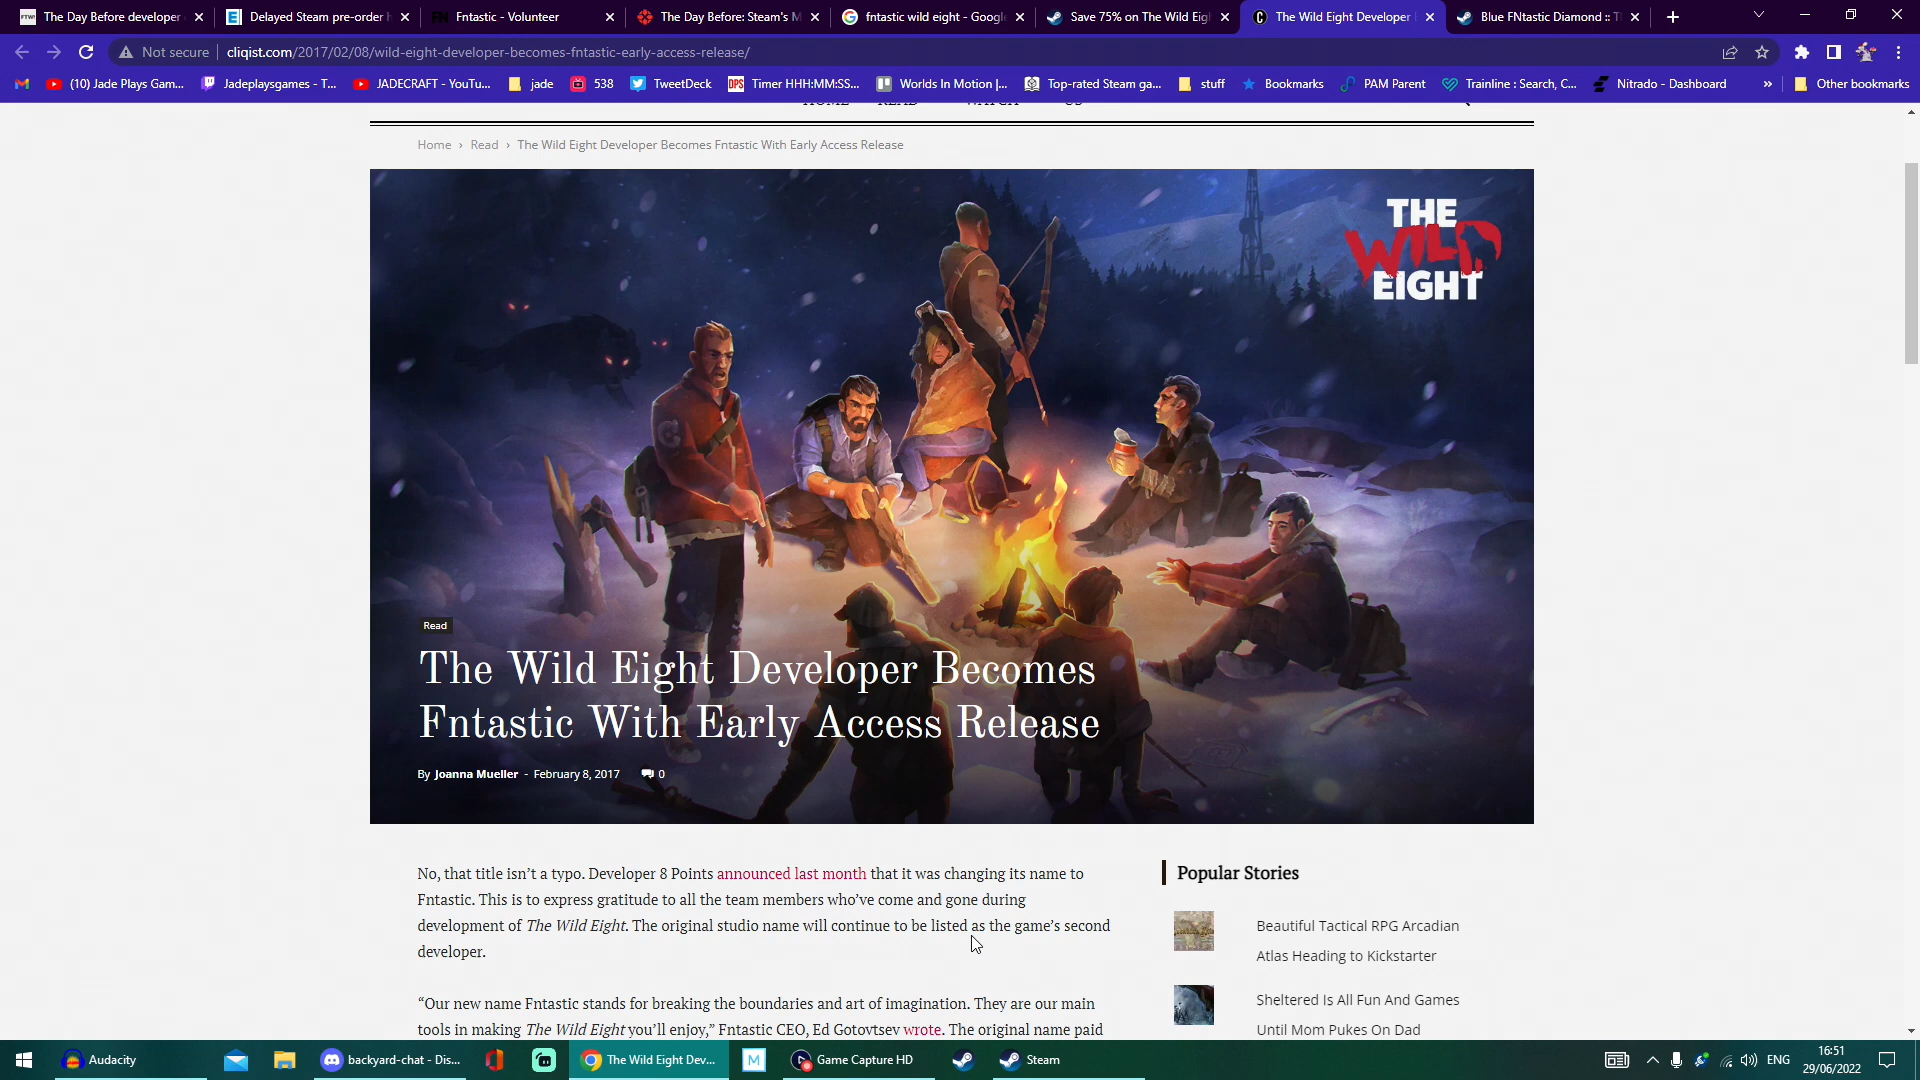 The Day Before developer
Delayed Steam pre-order h
Fntastic - Volunteer
The Day Before: Steam's M
fntastic wild eight - Google
Save 75% on The Wild Eigh
The Wild Eight Developer
Blue FNtastic Diamond :: T
Not secure
cliqist.com/2017/02/08/wild-eight-developer-becomes-fntastic-early-access-release/
(10) Jade Plays Gam...
Jadeplaysgames - T...
JADECRAFT - YouTu...
jade
538
TweetDeck
DPS
Timer HHH:MM:SS...
Worlds In Motion |...
Top-rated Steam ga...
stuff
Bookmarks
PAM Parent
Trainline : Search, C...
Nitrado - Dashboard
»
Other bookmarks
HOME READ WATCH US
Home › Read › The Wild Eight Developer Becomes Fntastic With Early Access Release
THE
WILD
EIGHT
Read
The Wild Eight Developer Becomes
Fntastic With Early Access Release
By Joanna Mueller - February 8, 2017 0
No, that title isn't a typo. Developer 8 Points announced last month that it was changing its name to
Fntastic. This is to express gratitude to all the team members who've come and gone during
development of The Wild Eight. The original studio name will continue to be listed as the game's second
developer.
“Our new name Fntastic stands for breaking the boundaries and art of imagination. They are our main
tools in making The Wild Eight you'll enjoy,” Fntastic CEO, Ed Gotovtsev wrote. The original name paid
Popular Stories
Beautiful Tactical RPG Arcadian
Atlas Heading to Kickstarter
Sheltered Is All Fun And Games
Until Mom Pukes On Dad
Audacity
backyard-chat - Dis...
The Wild Eight Dev...
M
Game Capture HD
Steam
ENG
16:51
29/06/2022